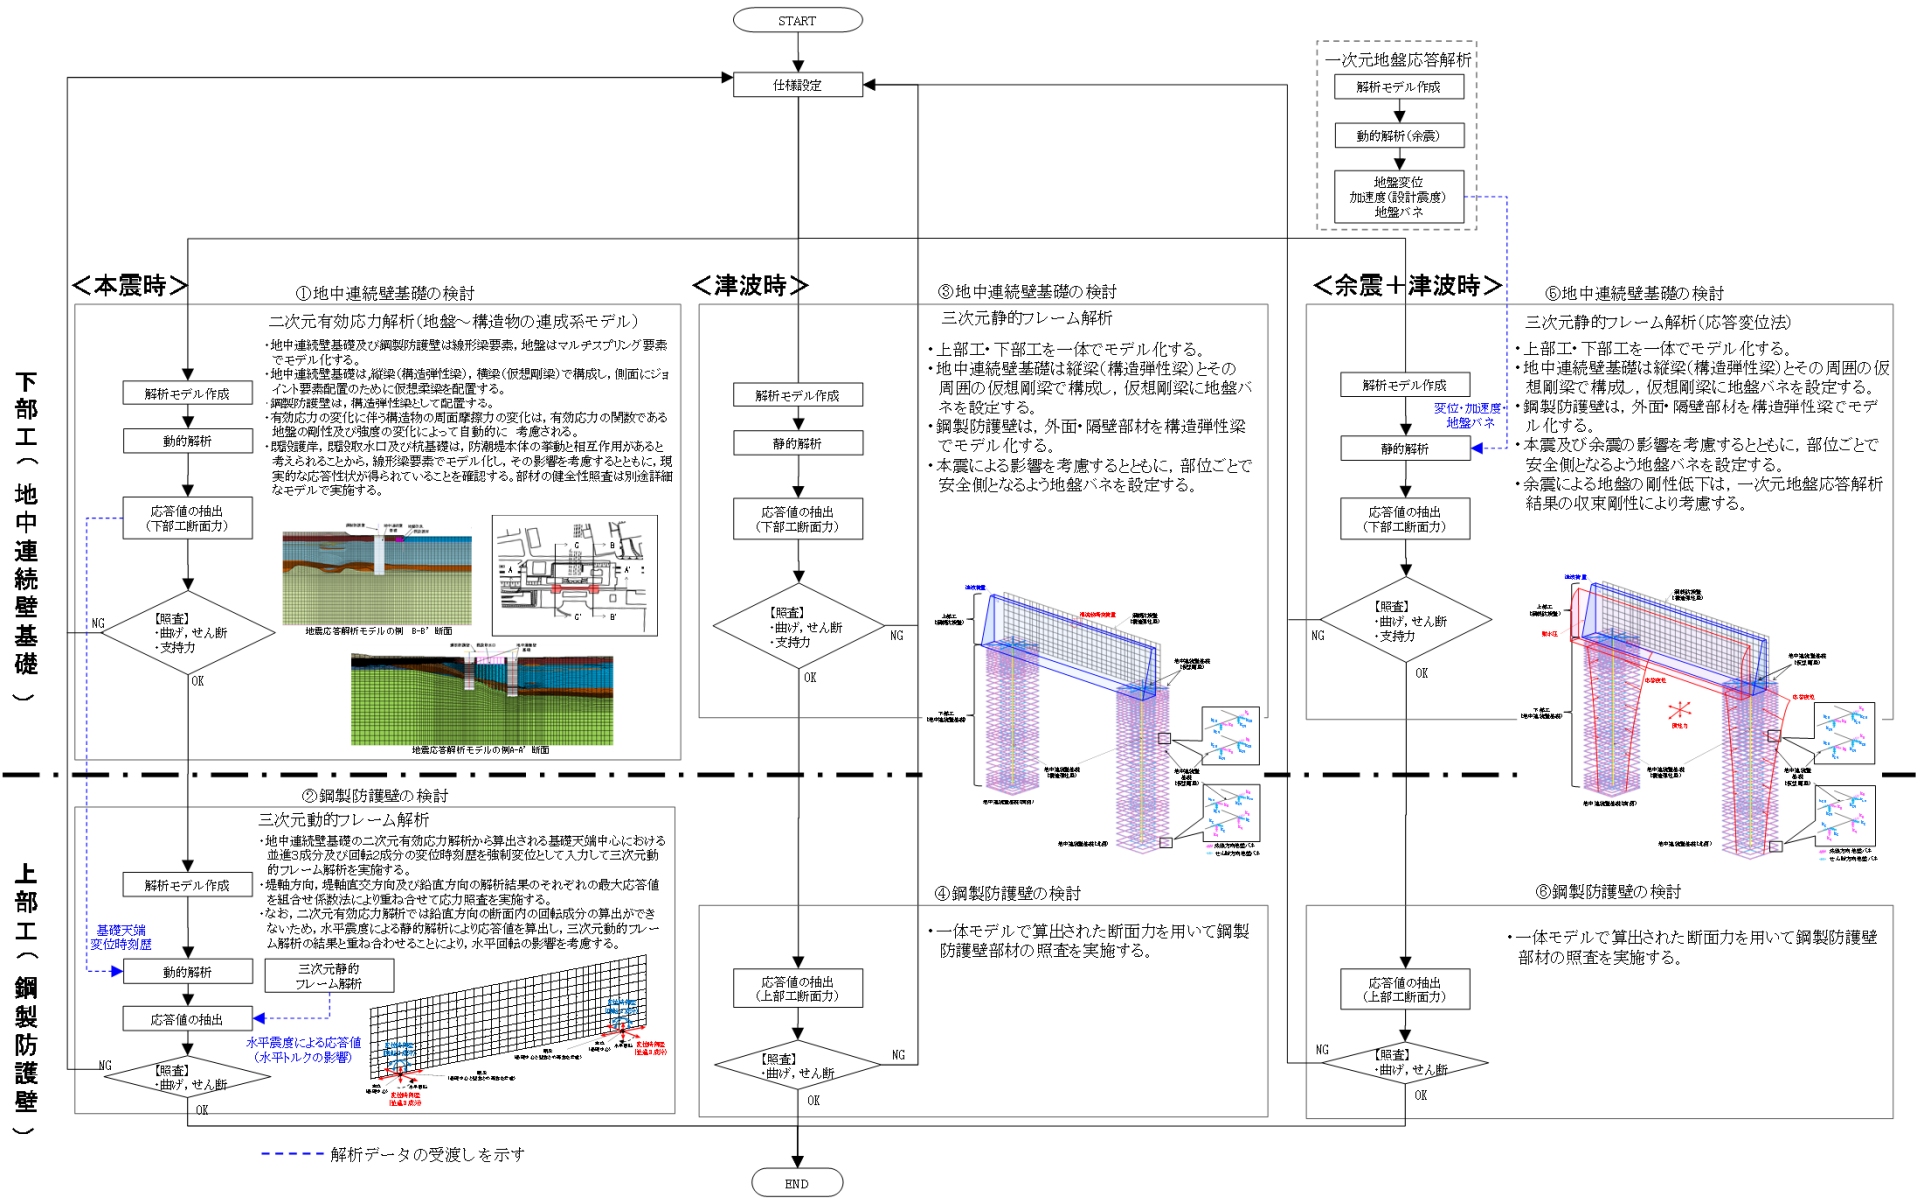 START
仕様設定
一次元地盤応答解析
解析モデル作成
動的解析(余震)
地盤変位
加速度(設計震度)
地盤バネ
下部工(地中連続壁基礎)
＜本震時＞
①地中連続壁基礎の検討
二次元有効応力解析(地盤～構造物の連成系モデル)
・地中連続壁基礎及び鋼製防護壁は線形梁要素，地盤はマルチスプリング要素
でモデル化する。
・地中連続壁基礎は，縦梁(構造弾性梁)，横梁(仮想剛梁)で構成し，側面にジョ
イント要素配置のために仮想柔梁を配置する。
・鋼製防護壁は，構造弾性梁として配置する。
・有効応力の変化に伴う構造物の周面摩擦力の変化は，有効応力の関数である
地盤の剛性及び強度の変化によって自動的に 考慮される。
・既設護岸，既設取水口及び杭基礎は，防潮堤本体の挙動と相互作用があると
考えられることから，線形梁要素でモデル化し，その影響を考慮するとともに，現
実的な応答性状が得られていることを確認する。部材の健全性照査は別途詳細
なモデルで実施する。
解析モデル作成
動的解析
応答値の抽出
(下部工断面力)
【照査】
・曲げ，せん断
・支持力
NG
OK
地震応答解析モデルの例 B-B’断面
地震応答解析モデルの例A-A’断面
C
B
A
A'
C'
B'
＜津波時＞
③地中連続壁基礎の検討
三次元静的フレーム解析
・上部工・下部工を一体でモデル化する。
・地中連続壁基礎は縦梁(構造弾性梁)とその
周囲の仮想剛梁で構成し，仮想剛梁に地盤バ
ネを設定する。
・鋼製防護壁は，外面・隔壁部材を構造弾性梁
でモデル化する。
・本震による影響を考慮するとともに，部位ごとで
安全側となるよう地盤バネを設定する。
解析モデル作成
静的解析
応答値の抽出
(下部工断面力)
【照査】
・曲げ，せん断
・支持力
NG
OK
＜余震＋津波時＞
⑤地中連続壁基礎の検討
三次元静的フレーム解析(応答変位法)
・上部工・下部工を一体でモデル化する。
・地中連続壁基礎は縦梁(構造弾性梁)とその周囲の仮
想剛梁で構成し，仮想剛梁に地盤バネを設定する。
・鋼製防護壁は，外面・隔壁部材を構造弾性梁でモデ
ル化する。
・本震及び余震の影響を考慮するとともに，部位ごとで
安全側となるよう地盤バネを設定する。
・余震による地盤の剛性低下は，一次元地盤応答解析
結果の収束剛性により考慮する。
解析モデル作成
変位・加速度・
地盤バネ
静的解析
応答値の抽出
(下部工断面力)
【照査】
・曲げ，せん断
・支持力
NG
OK
上部工(鋼製防護壁)
②鋼製防護壁の検討
三次元動的フレーム解析
・地中連続壁基礎の二次元有効応力解析から算出される基礎天端中心における
並進3成分及び回転2成分の変位時刻歴を強制変位として入力して三次元動
的フレーム解析を実施する。
・堤軸方向，堤軸直交方向及び鉛直方向の解析結果のそれぞれの最大応答値
を組合せ係数法により重ね合せて応力照査を実施する。
・なお，二次元有効応力解析では鉛直方向の断面内の回転成分の算出ができ
ないため，水平震度による静的解析により応答値を算出し，三次元動的フレー
ム解析の結果と重ね合わせることにより，水平回転の影響を考慮する。
解析モデル作成
基礎天端
変位時刻歴
動的解析
三次元静的
フレーム解析
応答値の抽出
水平震度による応答値
(水平トルクの影響)
【照査】
・曲げ，せん断
NG
OK
④鋼製防護壁の検討
・一体モデルで算出された断面力を用いて鋼製
防護壁部材の照査を実施する。
応答値の抽出
(上部工断面力)
【照査】
・曲げ，せん断
NG
OK
⑥鋼製防護壁の検討
・一体モデルで算出された断面力を用いて鋼製防護壁
部材の照査を実施する。
応答値の抽出
(上部工断面力)
【照査】
・曲げ，せん断
NG
OK
解析データの受渡しを示す
END